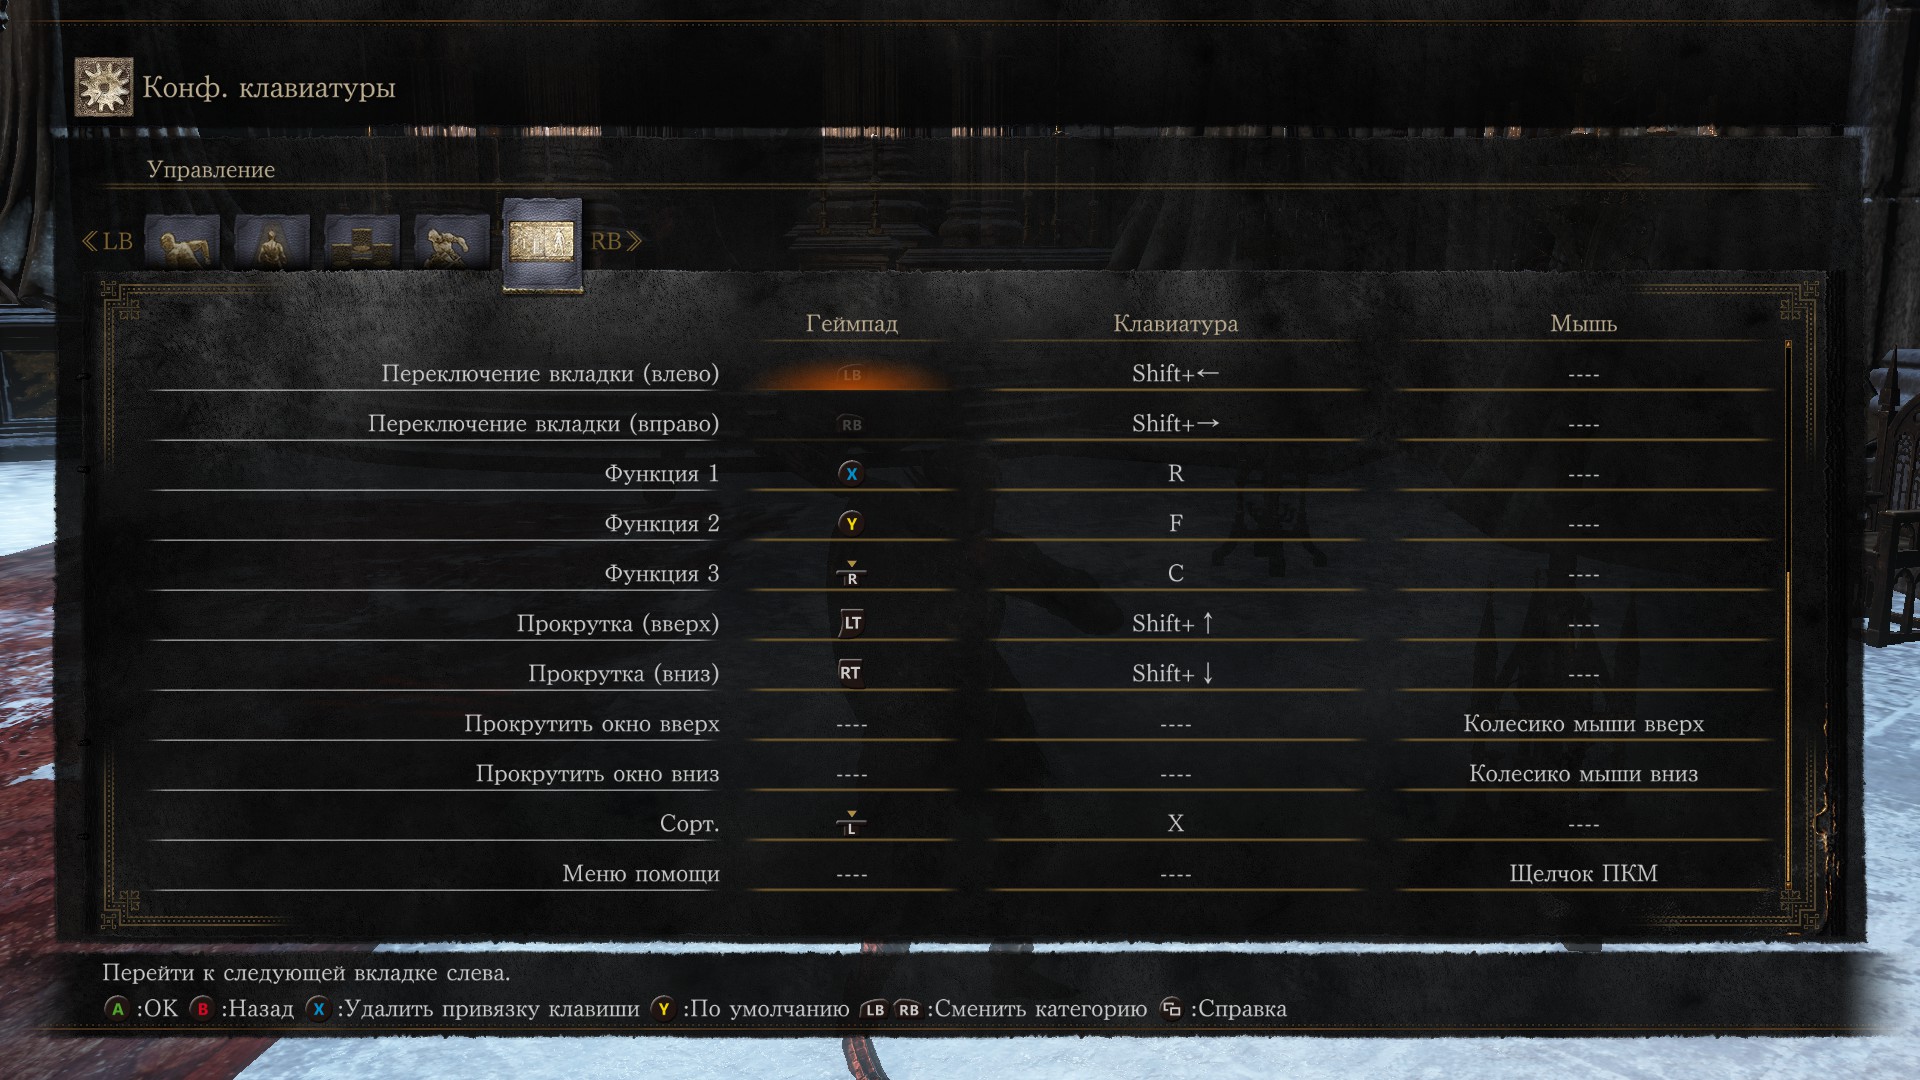 Конф. клавиатуры
Управление
LB RB
Геймпад Клавиатура Мышь
Переключение вкладки (влево) LB Shift+← ----
Переключение вкладки (вправо) RB Shift+→ ----
Функция 1 X R ----
Функция 2 Y F ----
Функция 3 R C ----
Прокрутка (вверх) LT Shift+↑ ----
Прокрутка (вниз) RT Shift+↓ ----
Прокрутить окно вверх ---- ---- Колесико мыши вверх
Прокрутить окно вниз ---- ---- Колесико мыши вниз
Сорт. L X ----
Меню помощи ---- ---- Щелчок ПКМ
Перейти к следующей вкладке слева.
A :OK B :Назад X :Удалить привязку клавиши Y :По умолчанию LB RB :Сменить категорию :Справка